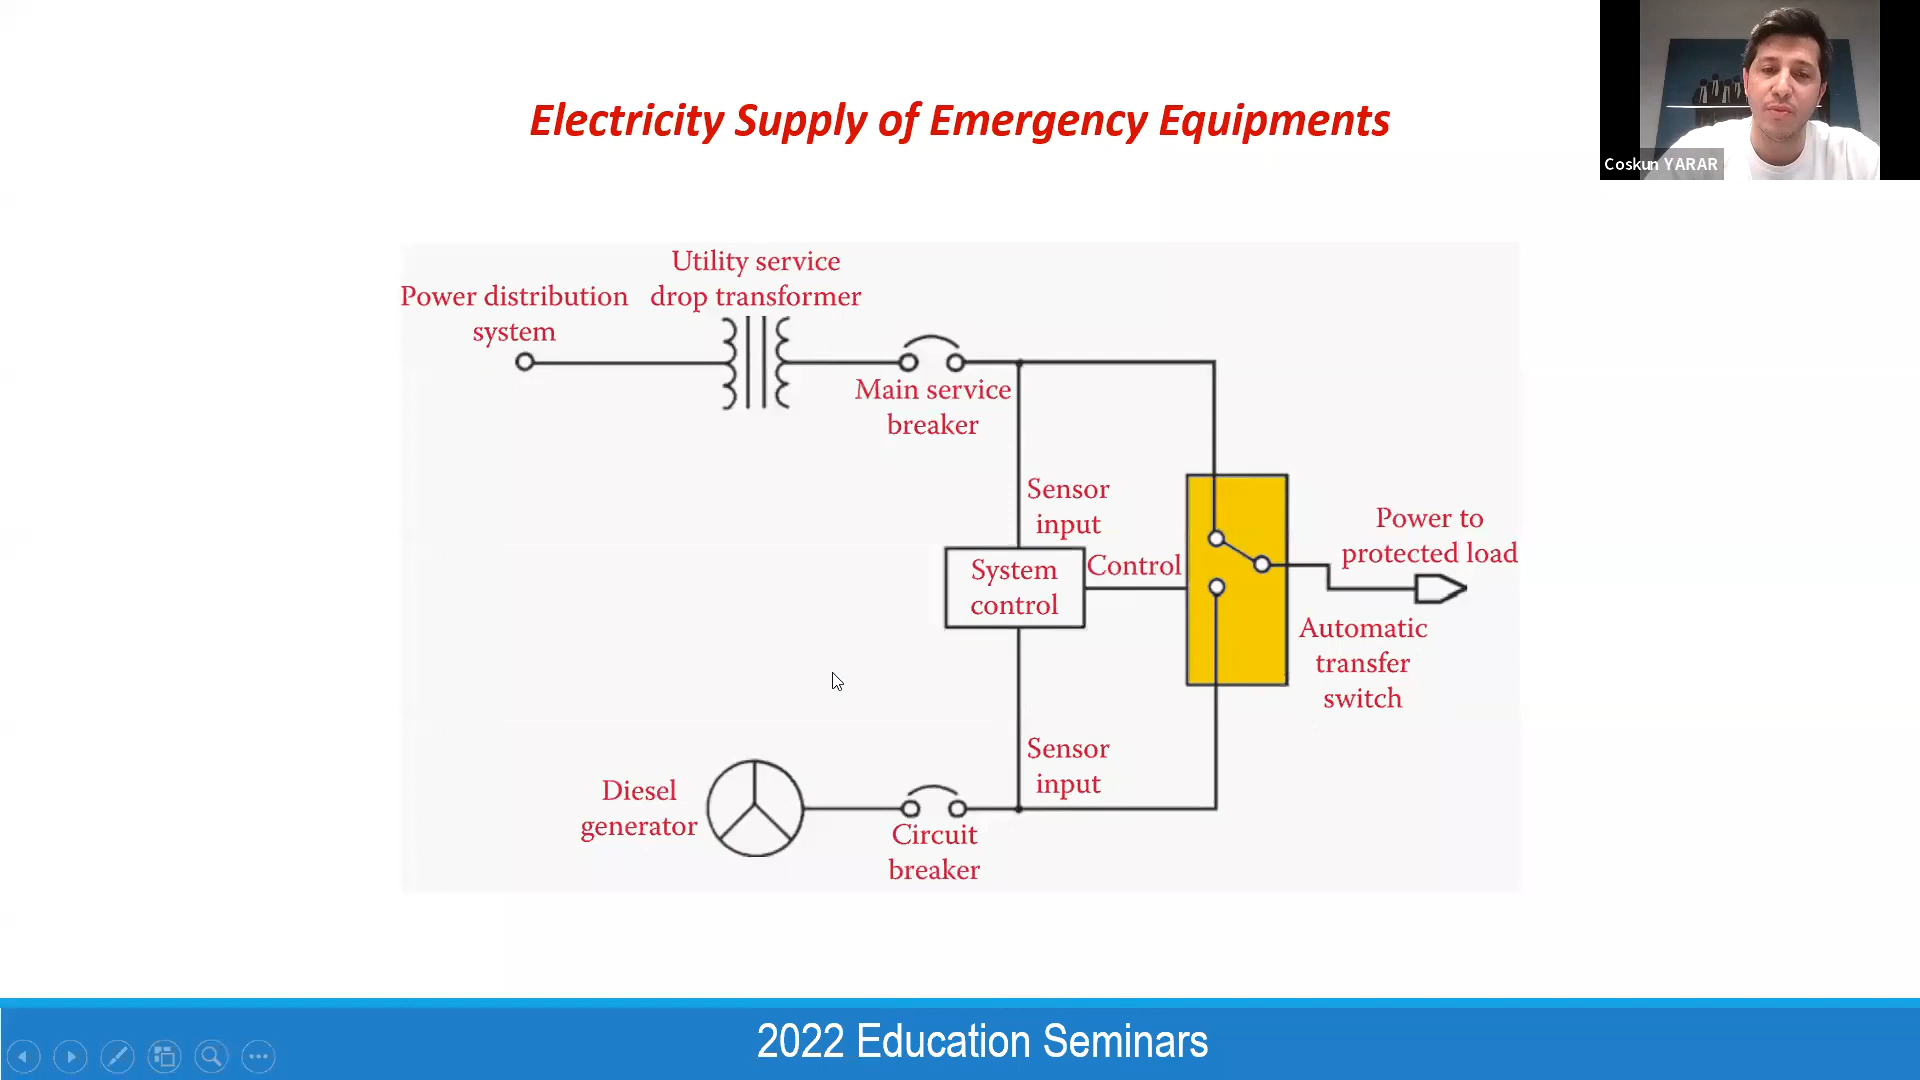 Electricity Supply of Emergency Equipments
Coskun YARAR
Utility service
drop transformer
Power distribution
system
Main service
breaker
Sensor
input
System
control
Control
Power to
protected load
Automatic
transfer
switch
Sensor
input
Diesel
generator
Circuit
breaker
2022 Education Seminars